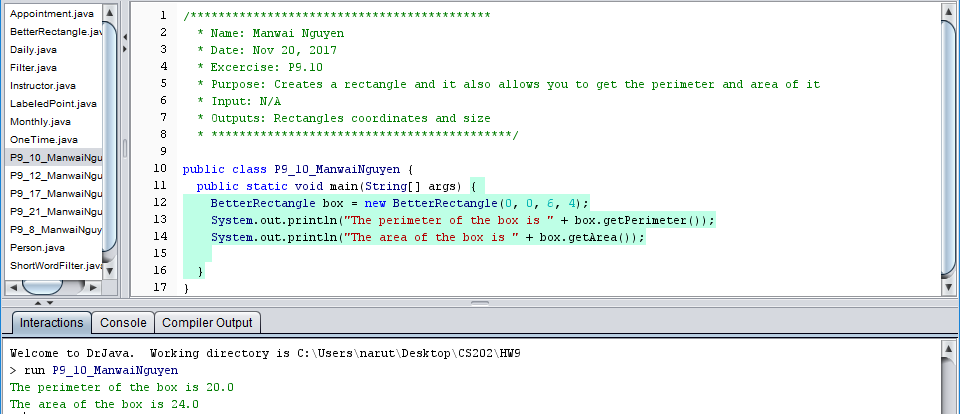 Appointment.java
BetterRectangle.jav
Daily.java
Filter.java
Instructor.java
LabeledPoint.java
Monthly.java
OneTime.java
P9_10_ManwaiNgu
P9_12_ManwaiNgu
P9_17_ManwaiNgu
P9_21_ManwaiNgu
P9_8_ManwaiNguy
Person.java
ShortWordFilter.java
1 /*******************************************
2 * Name: Manwai Nguyen
3 * Date: Nov 20, 2017
4 * Excercise: P9.10
5 * Purpose: Creates a rectangle and it also allows you to get the perimeter and area of it
6 * Input: N/A
7 * Outputs: Rectangles coordinates and size
8 * *******************************************/
9
10 public class P9_10_ManwaiNguyen {
11 public static void main(String[] args) {
12 BetterRectangle box = new BetterRectangle(0, 0, 6, 4);
13 System.out.println("The perimeter of the box is " + box.getPerimeter());
14 System.out.println("The area of the box is " + box.getArea());
15
16 }
17 }
Interactions Console Compiler Output
Welcome to DrJava. Working directory is C:\Users\narut\Desktop\CS202\HW9
> run P9_10_ManwaiNguyen
The perimeter of the box is 20.0
The area of the box is 24.0